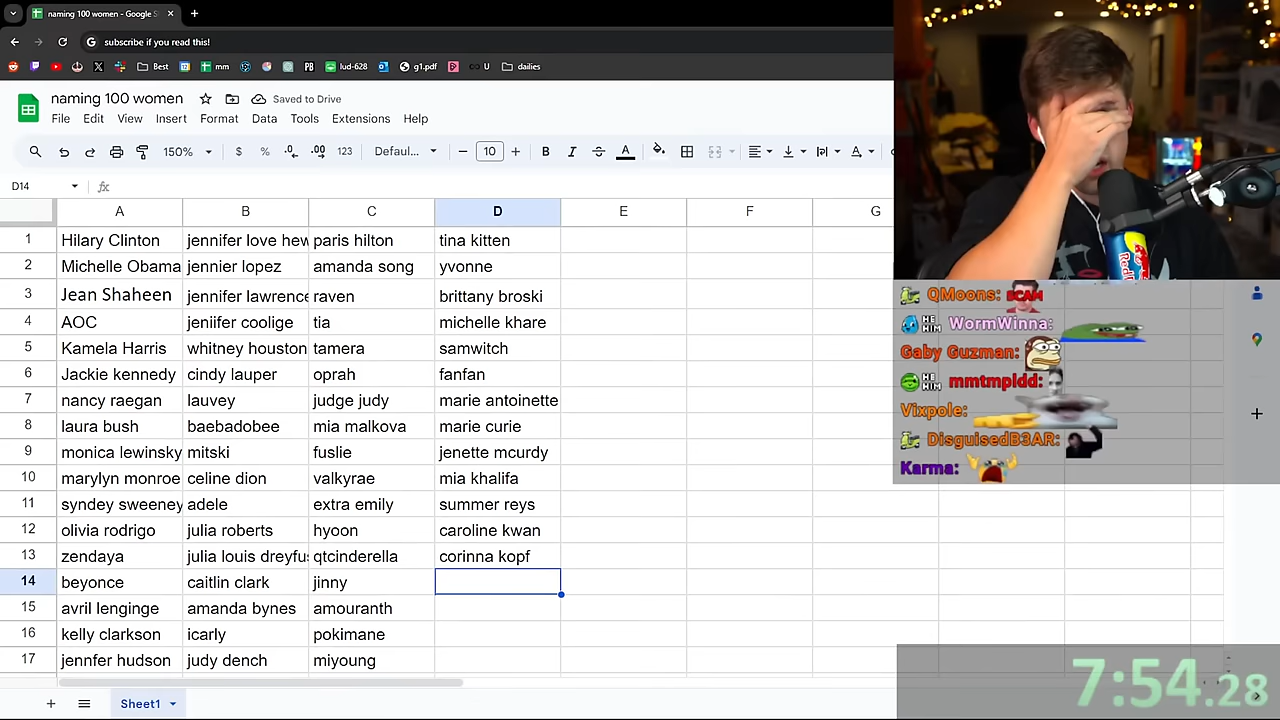 naming 100 women - Google S
subscribe if you read this!
Best
mm
PB
lud-628
g1.pdf
U
dailies
naming 100 women
Saved to Drive
File Edit View Insert Format Data Tools Extensions Help
150% $ % .0 .00 123 Defaul... 10 B I A
D14 fx
A B C D E F G
1 Hilary Clinton jennifer love hew paris hilton tina kitten
2 Michelle Obama jennier lopez amanda song yvonne
3 Jean Shaheen jennifer lawrence raven brittany broski
4 AOC jeniifer coolige tia michelle khare
5 Kamela Harris whitney houston tamara samwitch
6 Jackie kennedy cindy lauper oprah fanfan
7 nancy raegan lauvey judge judy marie antoinette
8 laura bush baebadobee mia malkova marie curie
9 monica lewinsky mitski fuslie jenette mcurdy
10 marylyn monroe celine dion valkyrae mia khalifa
11 syndey sweeney adele extra emily summer reys
12 olivia rodrigo julia roberts hyoon caroline kwan
13 zendaya julia louis dreyfus qtcinderella corinna kopf
14 beyonce caitlin clark jinny
15 avril lenginge amanda bynes amouranth
16 kelly clarkson icarly pokimane
17 jennfer hudson judy dench miyoung
Sheet1
QMoons: SCAM
HE HIM WormWinna:
Gaby Guzman:
HE HIM mmtmpldd:
Vixpole:
DisguisedB3AR:
Karma:
7:54.28